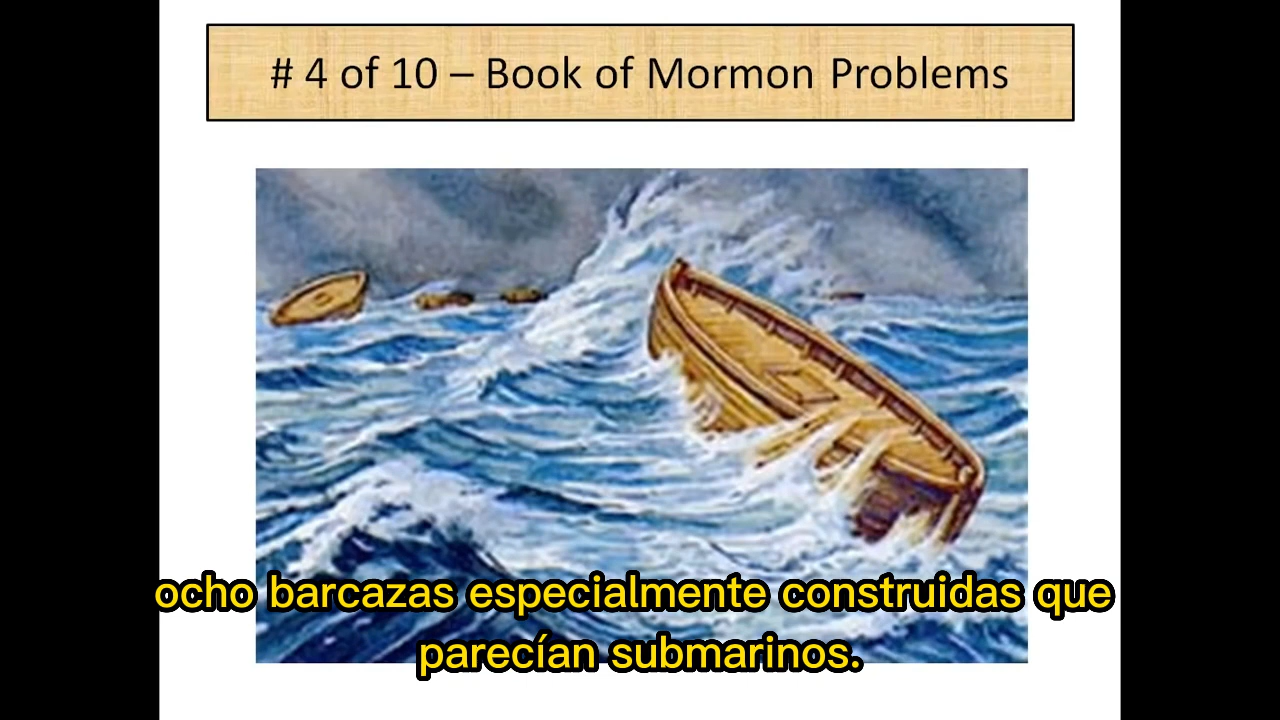 # 4 of 10 – Book of Mormon Problems
ocho barcazas especialmente construidas que
parecían submarinos.